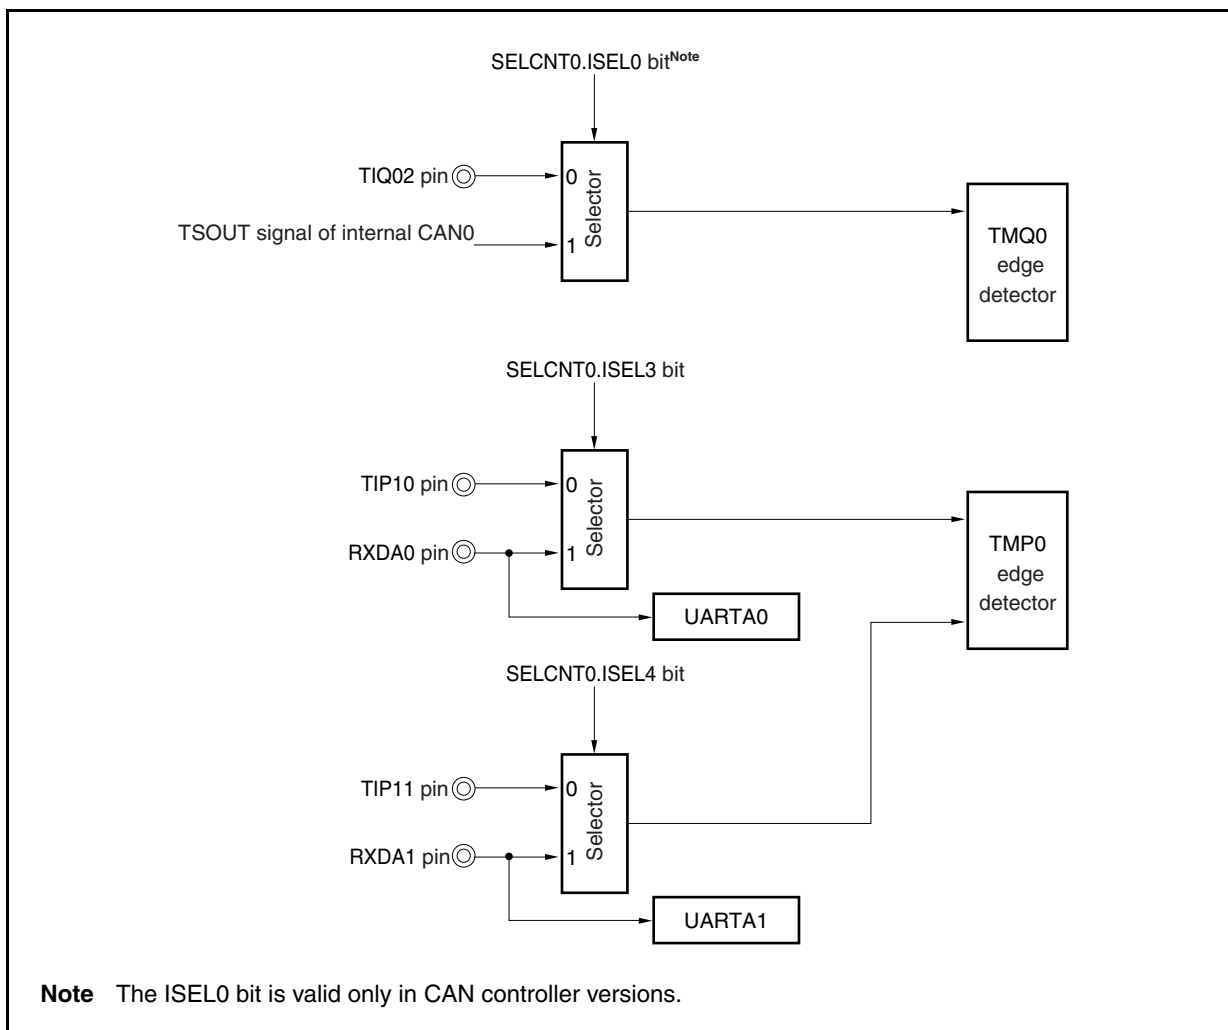 SELCNT0.ISEL0 bitNote
TIQ02 pin
0
TSOUT signal of internal CAN0
1
Selector
TMQ0
edge
detector
SELCNT0.ISEL3 bit
TIP10 pin
0
RXDA0 pin
1
Selector
TMP0
edge
detector
UARTA0
SELCNT0.ISEL4 bit
TIP11 pin
0
RXDA1 pin
1
Selector
UARTA1
Note The ISEL0 bit is valid only in CAN controller versions.